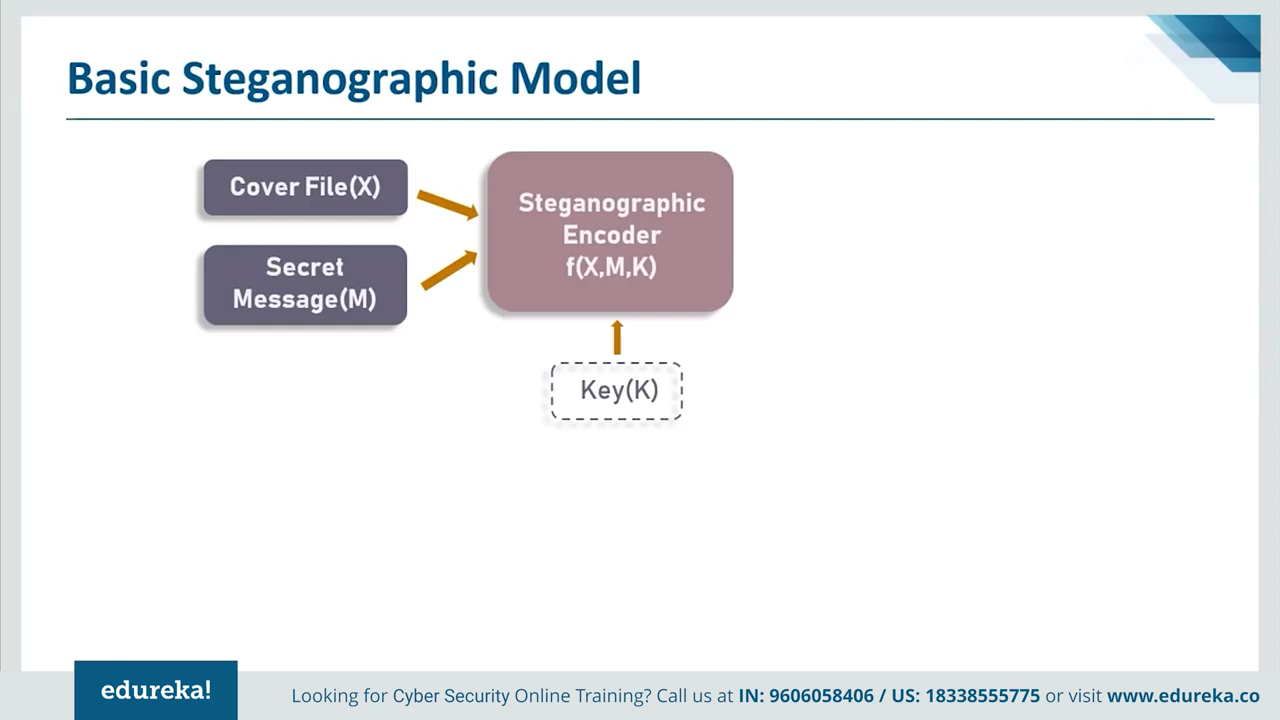 Basic Steganographic Model
Cover File(X)
Secret
Message(M)
Steganographic
Encoder
f(X,M,K)
Key(K)
edureka!
Looking for Cyber Security Online Training? Call us at IN: 9606058406 / US: 18338555775 or visit www.edureka.co